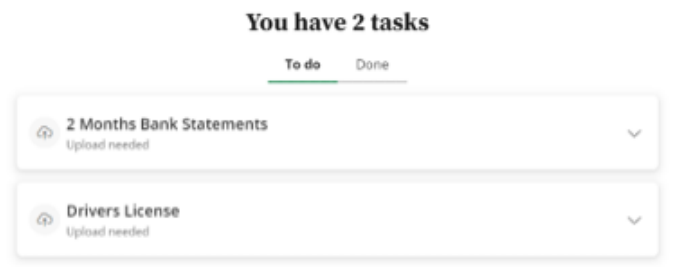 You have 2 tasks
To do Done
2 Months Bank Statements
Upload needed
Drivers License
Upload needed